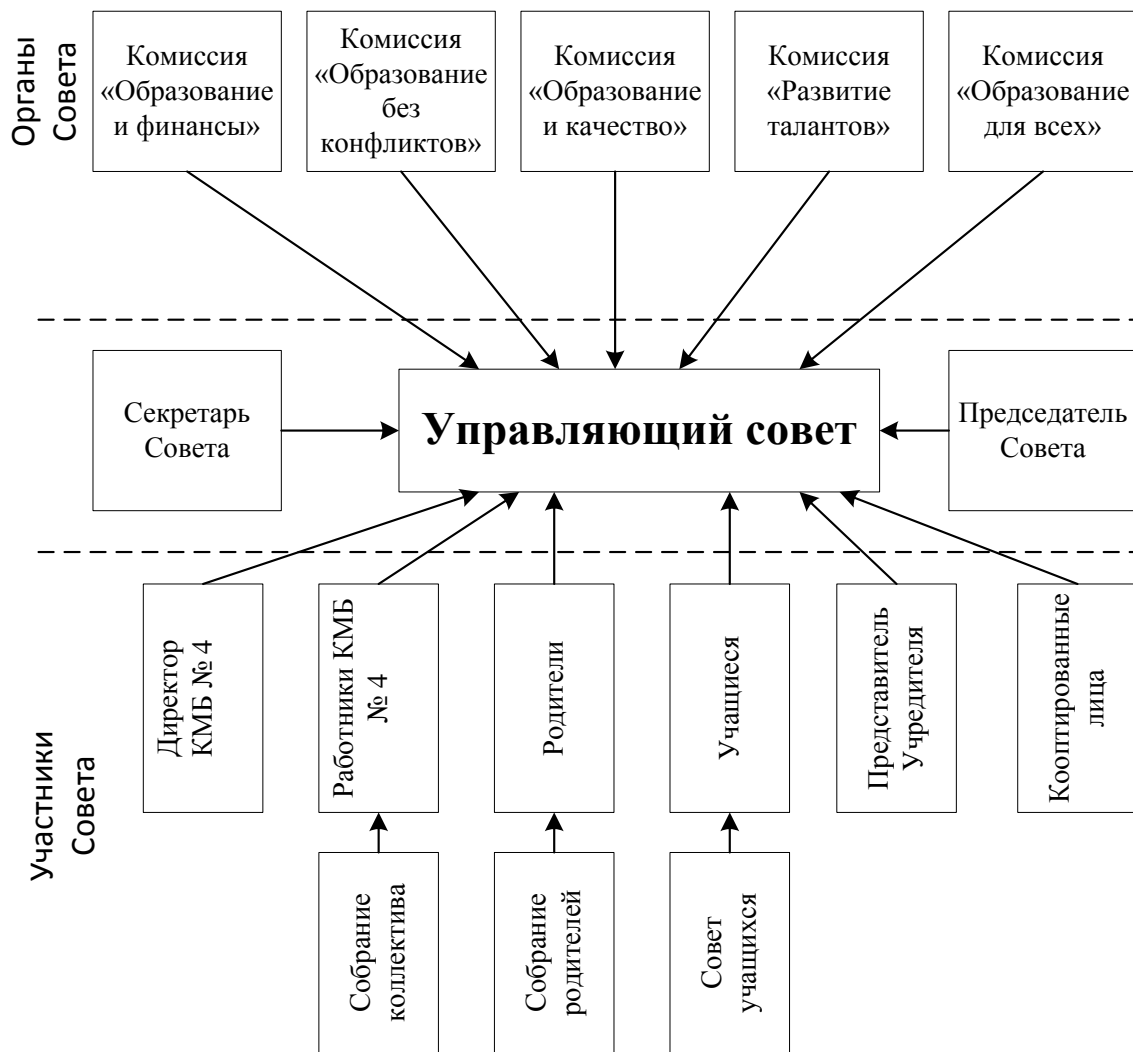 Органы
Совета
Комиссия
«Образование
и финансы»
Комиссия
«Образование
без
конфликтов»
Комиссия
«Образование
и качество»
Комиссия
«Развитие
талантов»
Комиссия
«Образование
для всех»
Секретарь
Совета
Управляющий совет
Председатель
Совета
Участники
Совета
Директор
КМБ № 4
Работники КМБ
№ 4
Родители
Учащиеся
Представитель
Учредителя
Кооптированные
лица
Собрание
коллектива
Собрание
родителей
Совет
учащихся